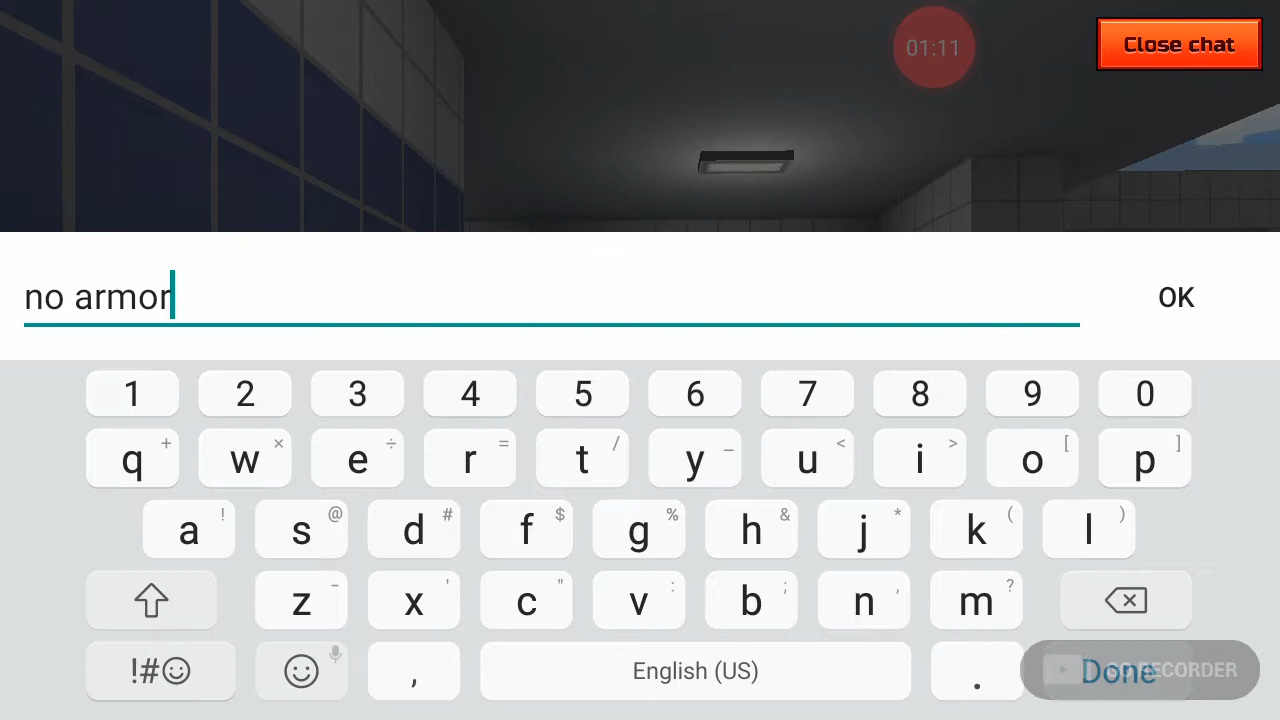 01:11
Close chat
no armor
OK
1 2 3 4 5 6 7 8 9 0
q + w × e ÷ r = t / y _ u < i > o [ p ]
a ! s @ d # f $ g % h & j * k ( l )
z - x ' c " v : b ; n , m ?
!#☺ , English (US) . Done
RECORDER